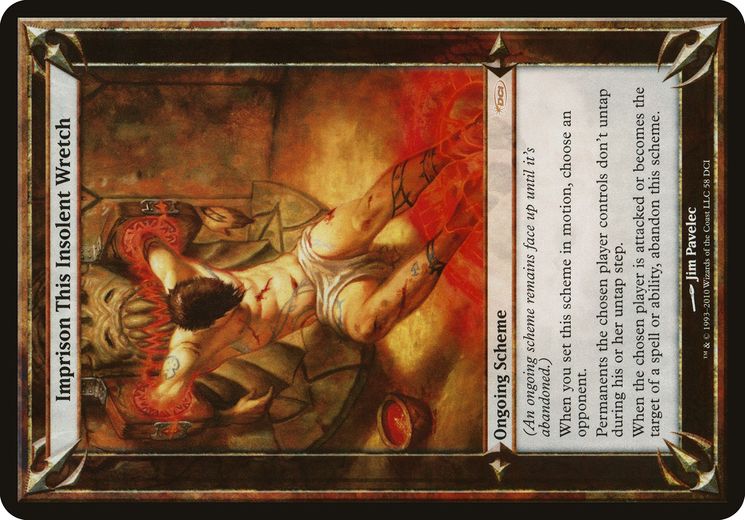 Imprison This Insolent Wretch
Ongoing Scheme
DCI
(An ongoing scheme remains face up until it's
abandoned.)
When you set this scheme in motion, choose an
opponent.
Permanents the chosen player controls don't untap
during his or her untap step.
When the chosen player is attacked or becomes the
target of a spell or ability, abandon this scheme.
Jim Pavelec
™ & © 1993–2010 Wizards of the Coast LLC 58 DCI